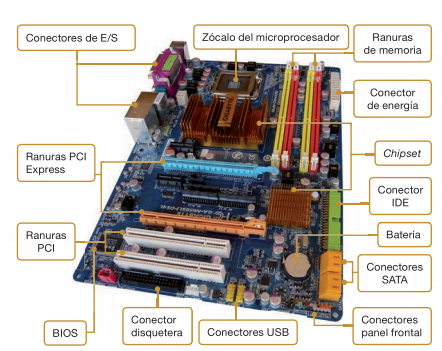 Conectores de E/S
Zócalo del microprocesador
Ranuras
de memoria
Conector
de energía
Chipset
Ranuras PCI
Express
Conector
IDE
Ranuras
PCI
Batería
Conectores
SATA
BIOS
Conector
disquetera
Conectores USB
Conectores
panel frontal